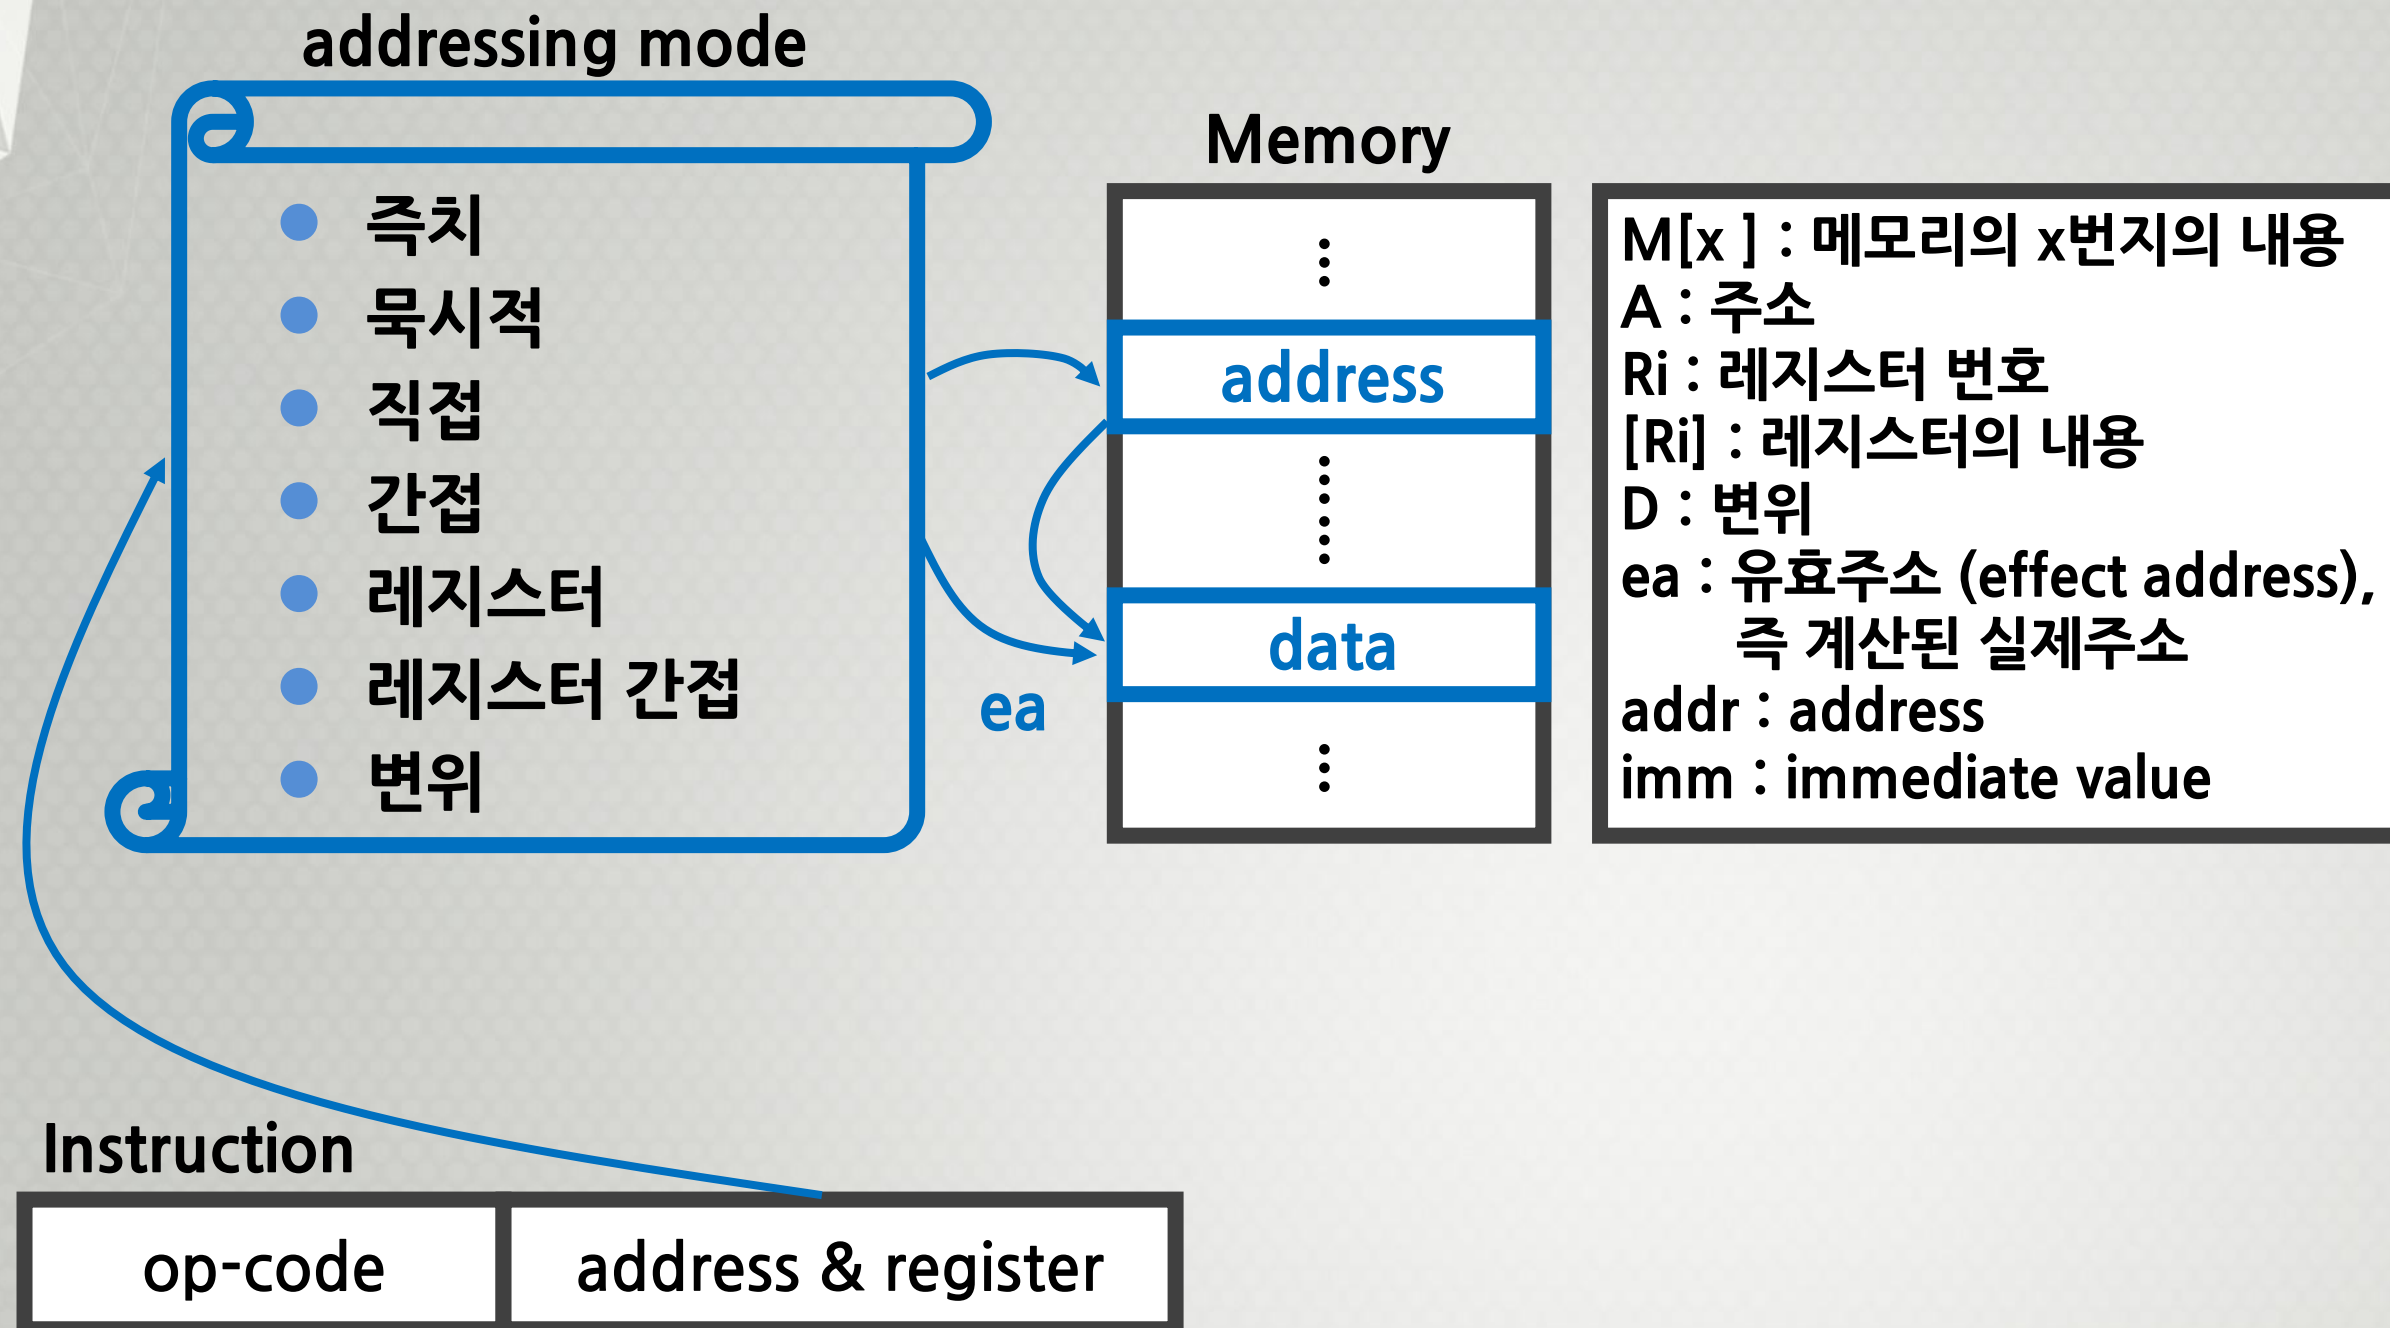 addressing mode
즉치
묵시적
직접
간접
레지스터
레지스터 간접
변위
Memory
address
data
ea
M[x ] : 메모리의 x번지의 내용
A : 주소
Ri : 레지스터 번호
[Ri] : 레지스터의 내용
D : 변위
ea : 유효주소 (effect address),
즉 계산된 실제주소
addr : address
imm : immediate value
Instruction
op-code
address & register